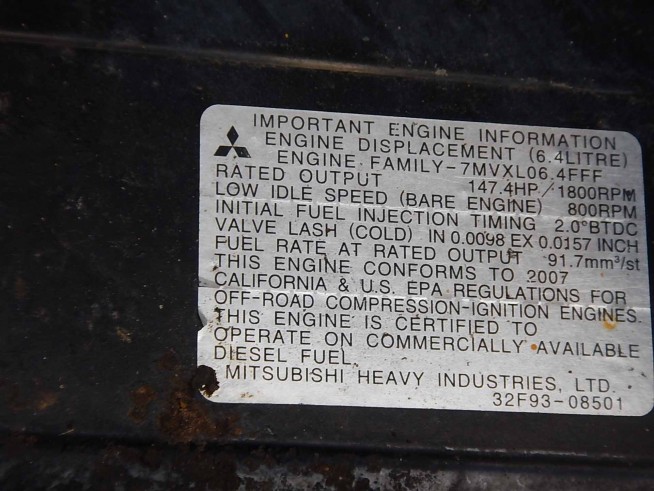 IMPORTANT ENGINE INFORMATION
ENGINE DISPLACEMENT (6.4LITRE)
ENGINE FAMILY-7MVXL06.4FFF
RATED OUTPUT 147.4HP/1800RPM
LOW IDLE SPEED (BARE ENGINE) 800RPM
INITIAL FUEL INJECTION TIMING 2.0°BTDC
VALVE LASH (COLD) IN 0.0098 EX 0.0157 INCH
FUEL RATE AT RATED OUTPUT 91.7mm³/st
THIS ENGINE CONFORMS TO 2007
CALIFORNIA & U.S. EPA REGULATIONS FOR
OFF-ROAD COMPRESSION-IGNITION ENGINES.
THIS ENGINE IS CERTIFIED TO
OPERATE ON COMMERCIALLY AVAILABLE
DIESEL FUEL.
MITSUBISHI HEAVY INDUSTRIES, LTD.
32F93-08501